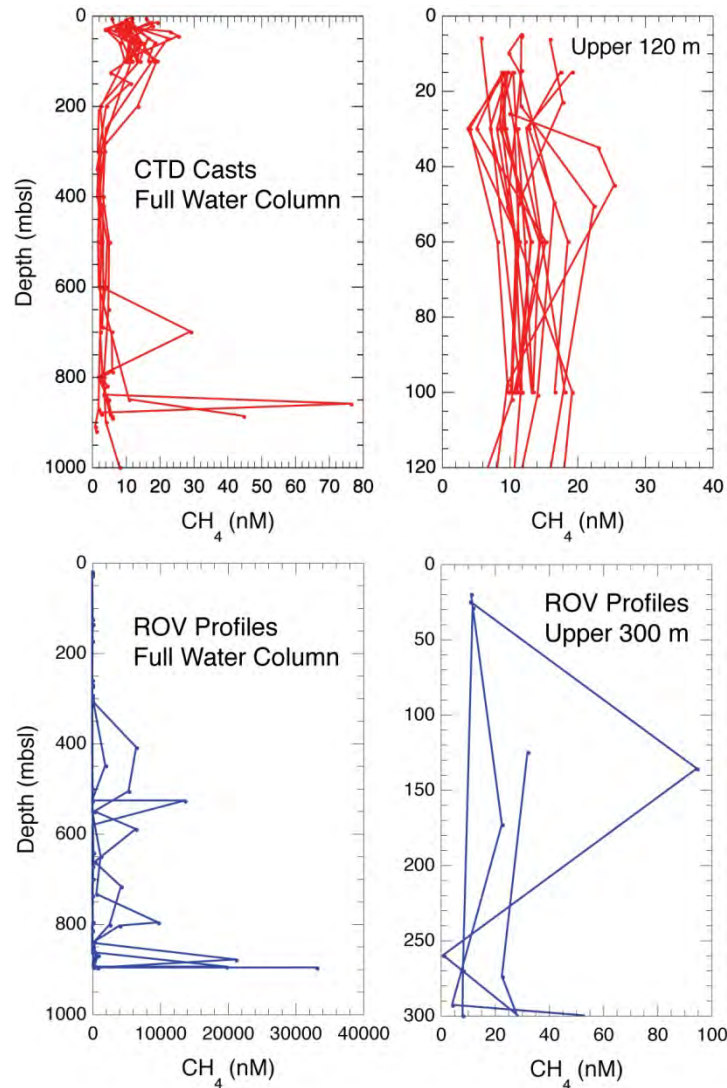 0
200
400
600
800
1000
Depth (mbsl)
CTD Casts
Full Water Column
0 10 20 30 40 50 60 70 80
CH4 (nM)
0
20
40
60
80
100
120
Upper 120 m
0 10 20 30 40
CH4 (nM)
0
200
400
600
800
1000
Depth (mbsl)
ROV Profiles
Full Water Column
0 10000 20000 30000 40000
CH4 (nM)
0
50
100
150
200
250
300
ROV Profiles
Upper 300 m
0 20 40 60 80 100
CH4 (nM)